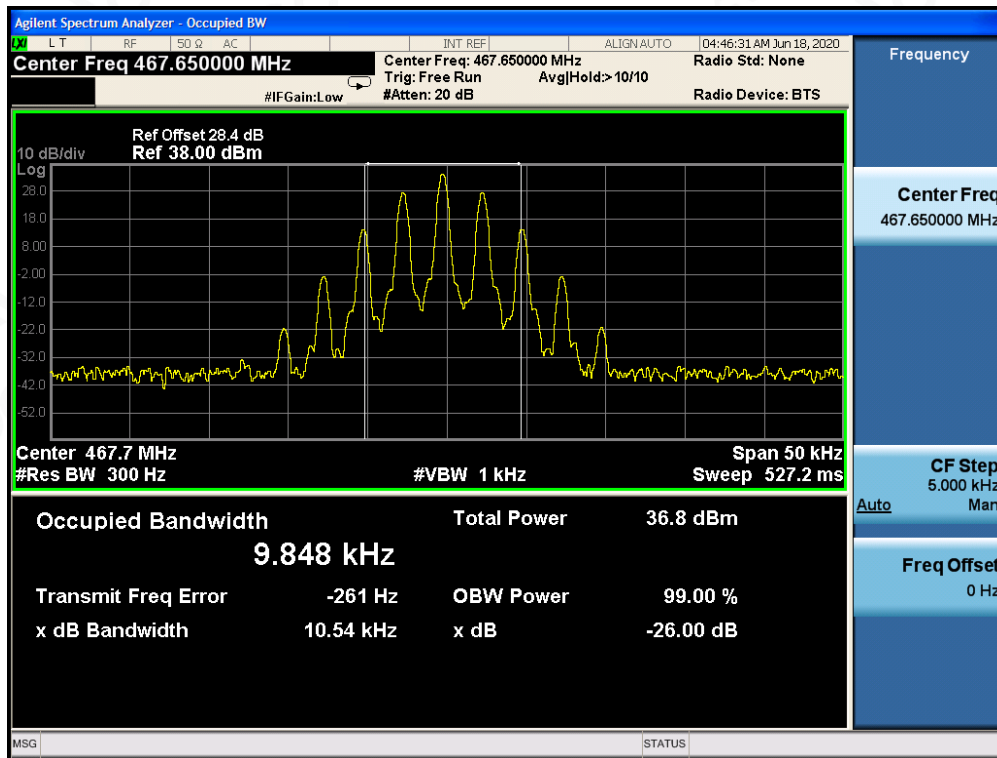 Agilent Spectrum Analyzer - Occupied BW
LXI L T RF 50 Ω AC INT REF ALIGN AUTO 04:46:31 AM Jun 18, 2020
Center Freq 467.650000 MHz
Center Freq: 467.650000 MHz
Radio Std: None
Trig: Free Run Avg|Hold:> 10/10
#IFGain:Low
#Atten: 20 dB
Radio Device: BTS
Ref Offset 28.4 dB
10 dB/div Ref 38.00 dBm
Log
28.0
18.0
8.00
-2.00
-12.0
-22.0
-32.0
-42.0
-52.0
Center 467.7 MHz
Span 50 kHz
#Res BW 300 Hz
#VBW 1 kHz
Sweep 527.2 ms
Occupied Bandwidth
Total Power 36.8 dBm
9.848 kHz
Transmit Freq Error -261 Hz
OBW Power 99.00 %
x dB Bandwidth 10.54 kHz
x dB -26.00 dB
MSG
STATUS
Frequency
Center Freq
467.650000 MHz
CF Step
5.000 kHz
Auto Man
Freq Offset
0 Hz